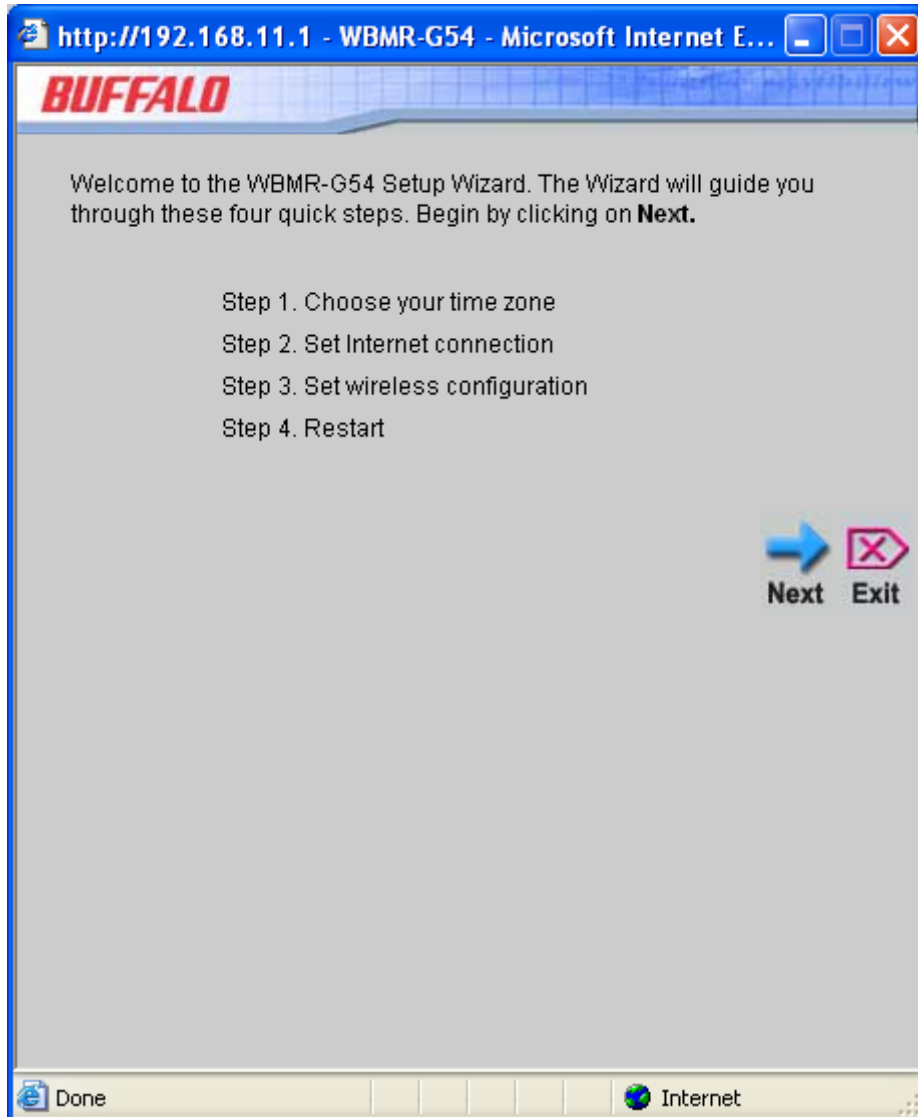 http://192.168.11.1 - WBMR-G54 - Microsoft Internet E...
BUFFALO
Welcome to the WBMR-G54 Setup Wizard. The Wizard will guide you
through these four quick steps. Begin by clicking on Next.
Step 1. Choose your time zone
Step 2. Set Internet connection
Step 3. Set wireless configuration
Step 4. Restart
Next Exit
Done Internet